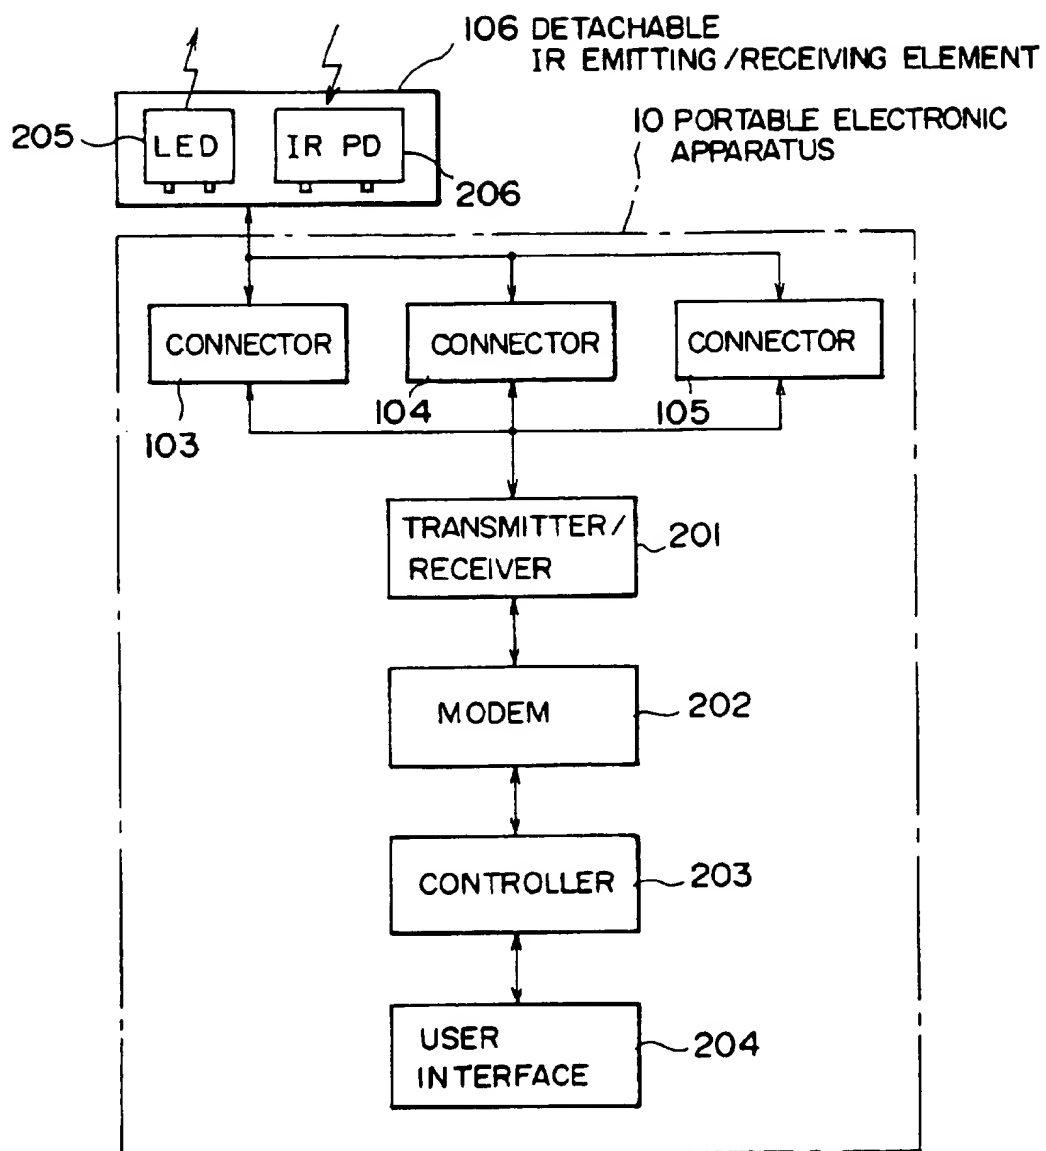 106 DETACHABLE
IR EMITTING/RECEIVING ELEMENT
10 PORTABLE ELECTRONIC
APPARATUS
205
LED
IR PD
206
CONNECTOR
CONNECTOR
CONNECTOR
103
104
105
TRANSMITTER/
RECEIVER
201
MODEM
202
CONTROLLER
203
USER
INTERFACE
204